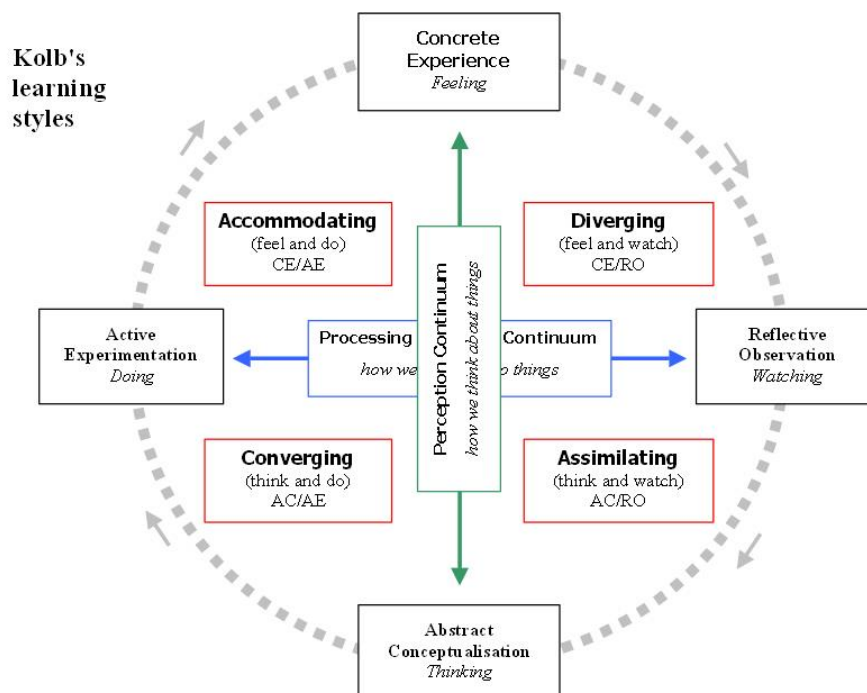 Kolb's
learning
styles
Concrete
Experience
Feeling
Accommodating
(feel and do)
CE/AE
Diverging
(feel and watch)
CE/RO
Active
Experimentation
Doing
Processing Continuum
how we o things
Perception Continuum
how we think about things
Reflective
Observation
Watching
Converging
(think and do)
AC/AE
Assimilating
(think and watch)
AC/RO
Abstract
Conceptualisation
Thinking